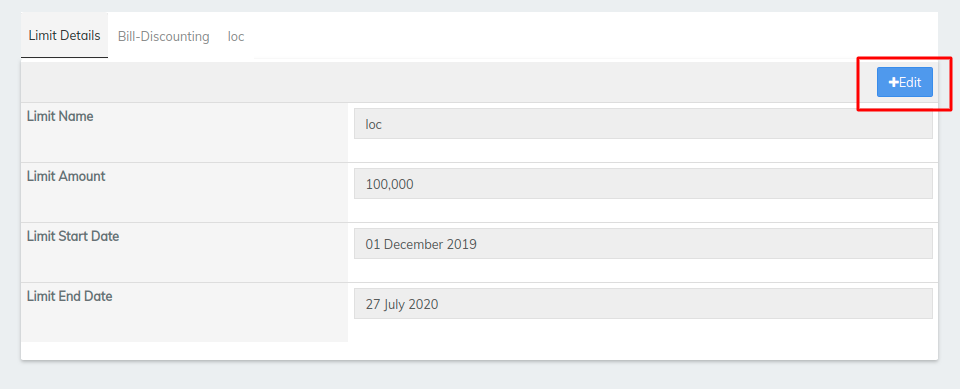 Limit Details Bill-Discounting loc
+Edit
Limit Name loc
Limit Amount 100,000
Limit Start Date 01 December 2019
Limit End Date 27 July 2020